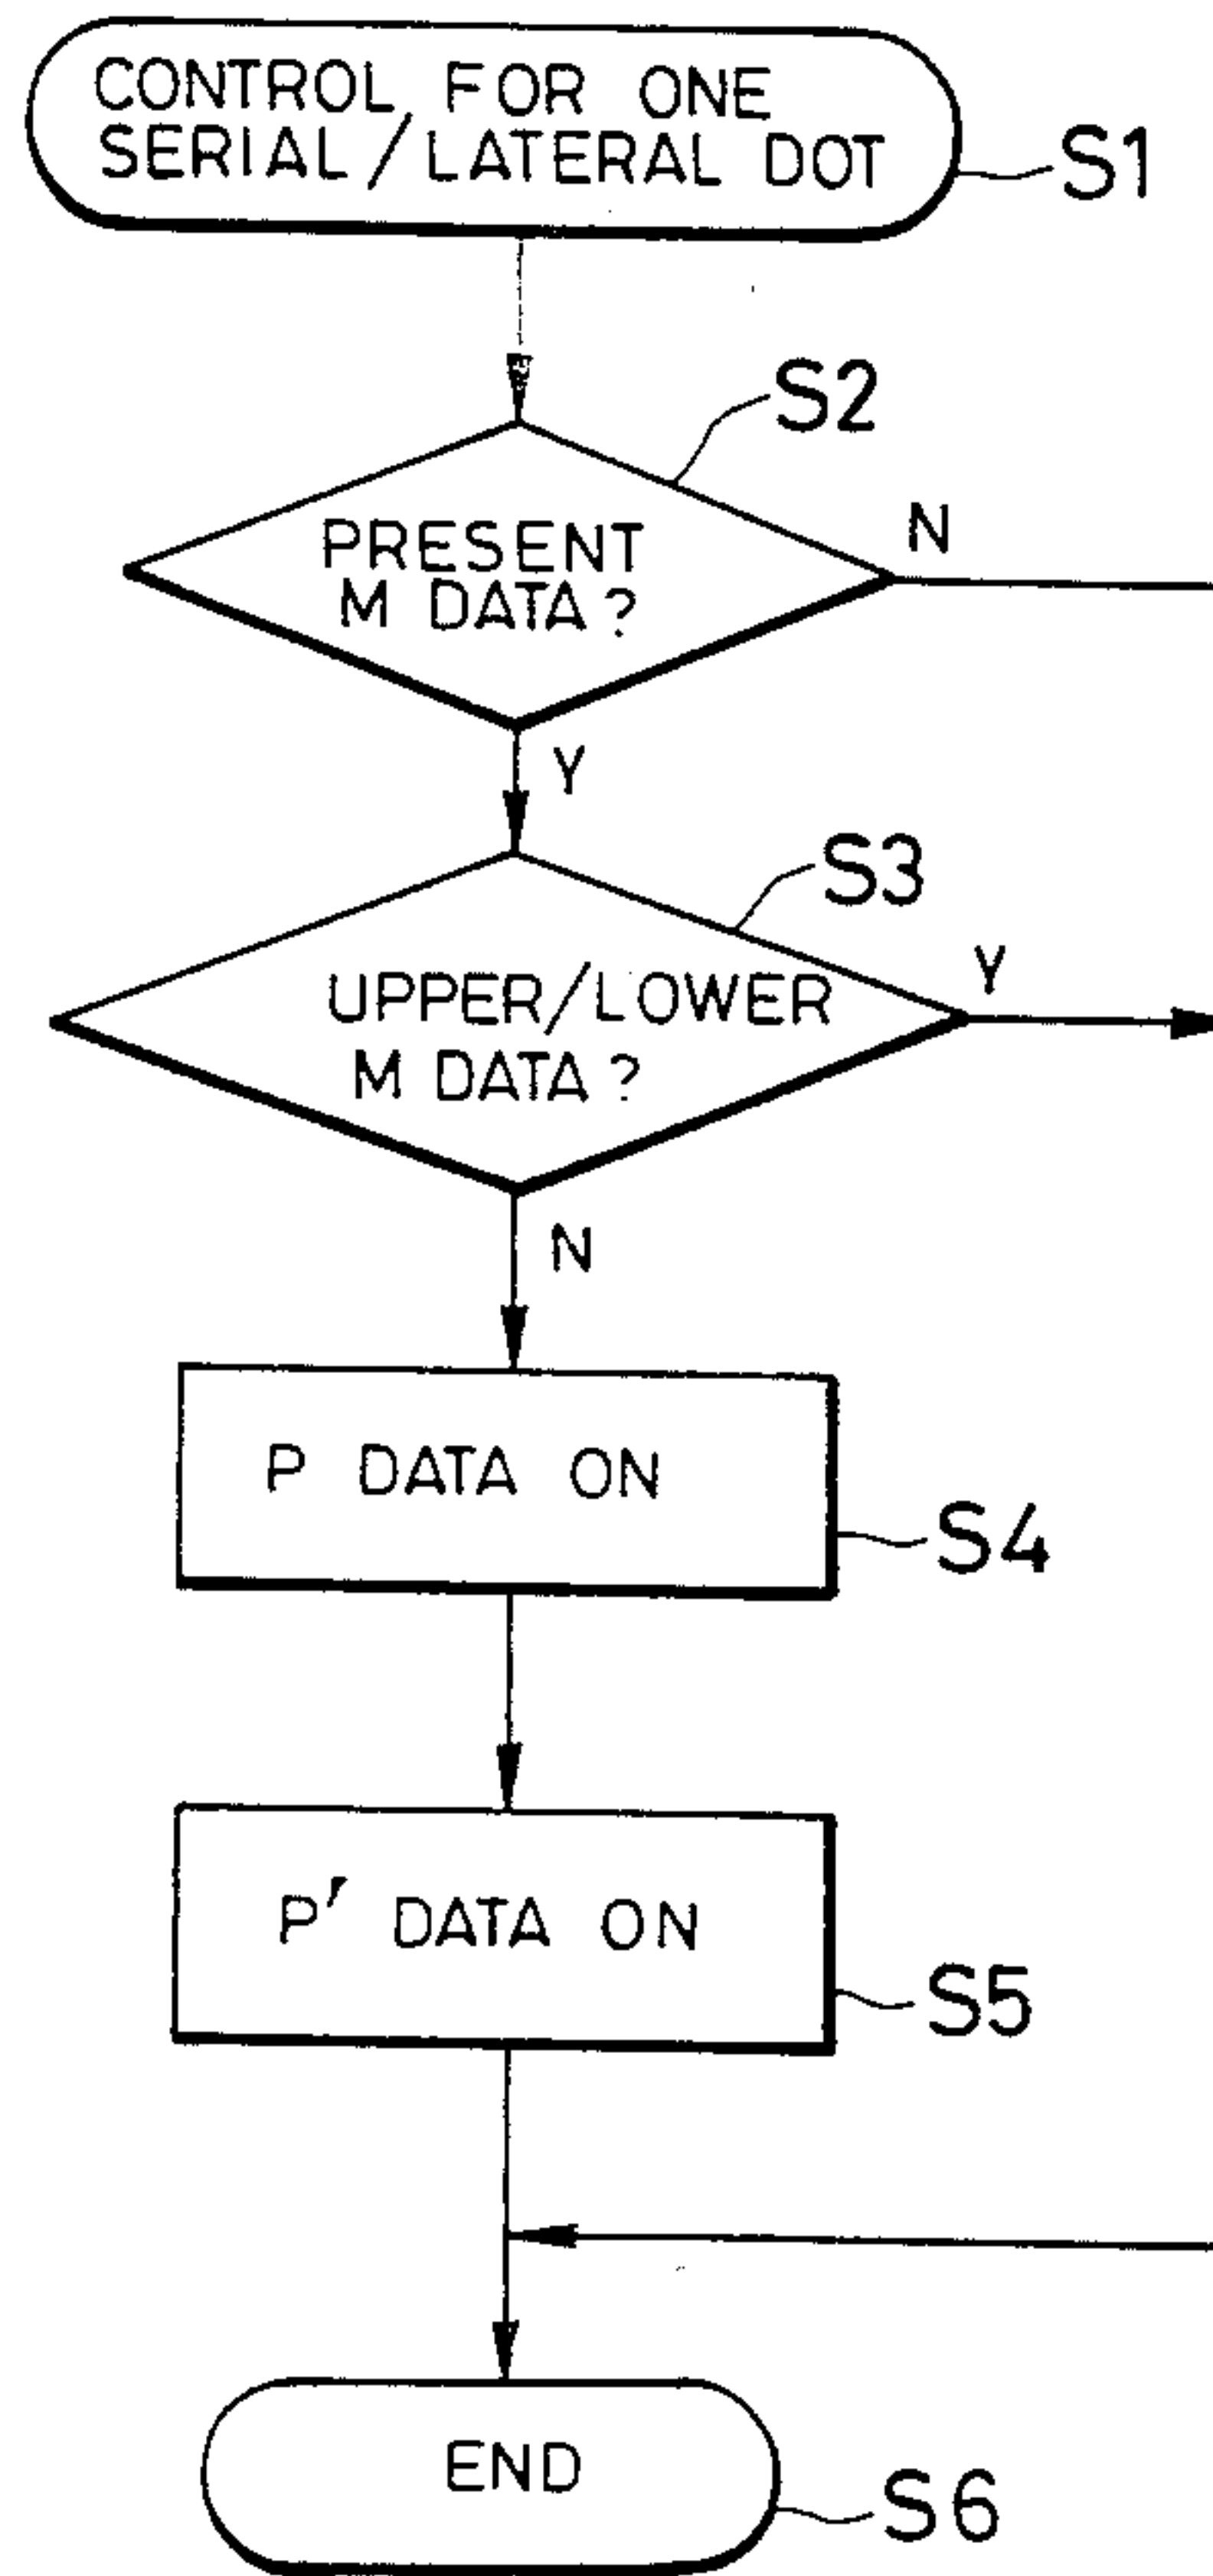 CONTROL FOR ONE
SERIAL/LATERAL DOT
S1
S2
PRESENT
M DATA?
N
Y
S3
UPPER/LOWER
M DATA?
Y
N
P DATA ON
S4
P' DATA ON
S5
END
S6